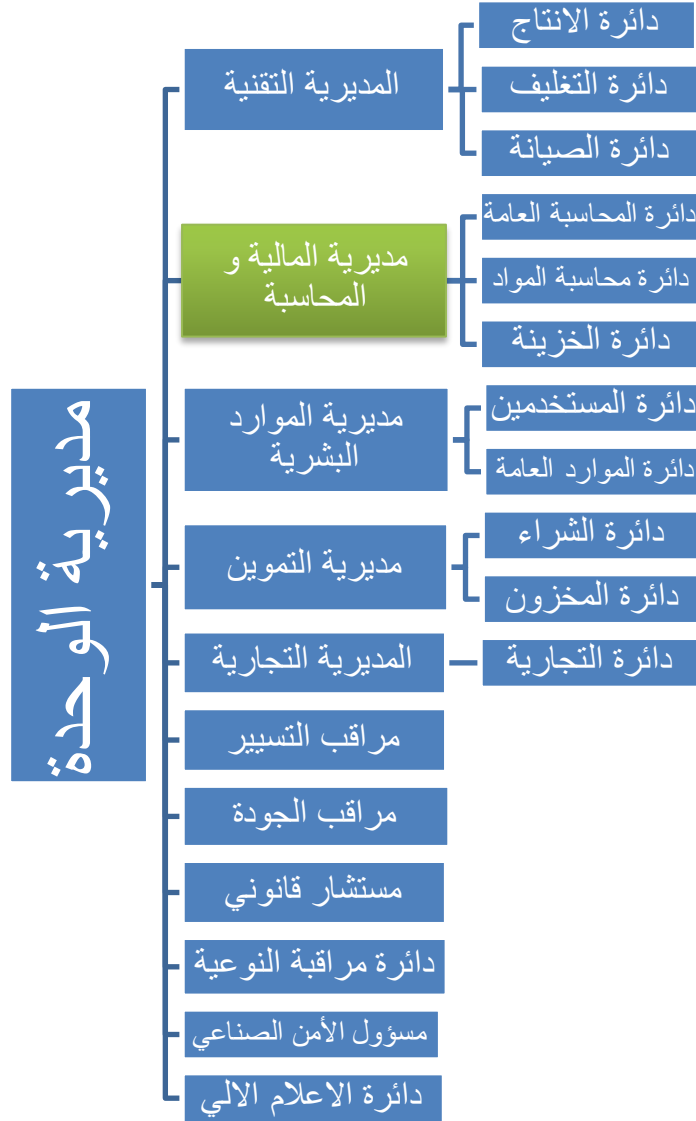 مديرية الوحدة
المديرية التقنية
دائرة الانتاج
دائرة التغليف
دائرة الصيانة
مديرية المالية و
المحاسبة
دائرة المحاسبة العامة
دائرة محاسبة المواد
دائرة الخزينة
مديرية الموارد
البشرية
دائرة المستخدمين
دائرة الموارد العامة
مديرية التموين
دائرة الشراء
دائرة المخزون
المديرية التجارية
دائرة التجارية
مراقب التسيير
مراقب الجودة
مستشار قانوني
دائرة مراقبة النوعية
مسؤول الأمن الصناعي
دائرة الاعلام الالي